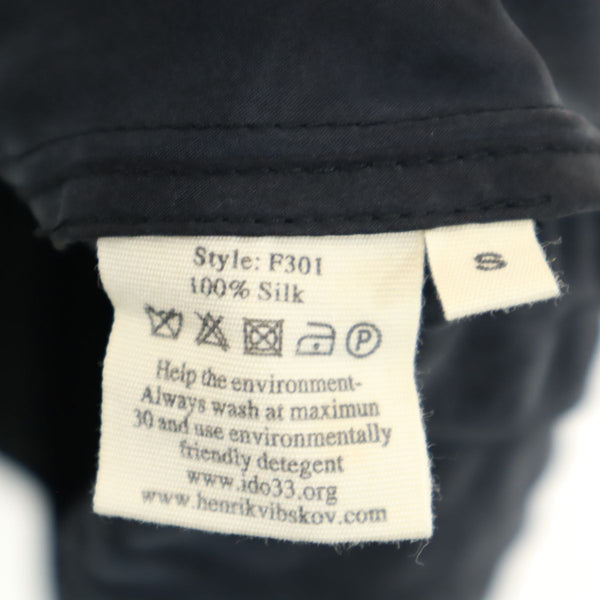 Style: F301
100% Silk
S
P
Help the environment-
Always wash at maximun
30 and use environmentally
friendly detegent
www.ido33.org
www.henrikvibskov.com